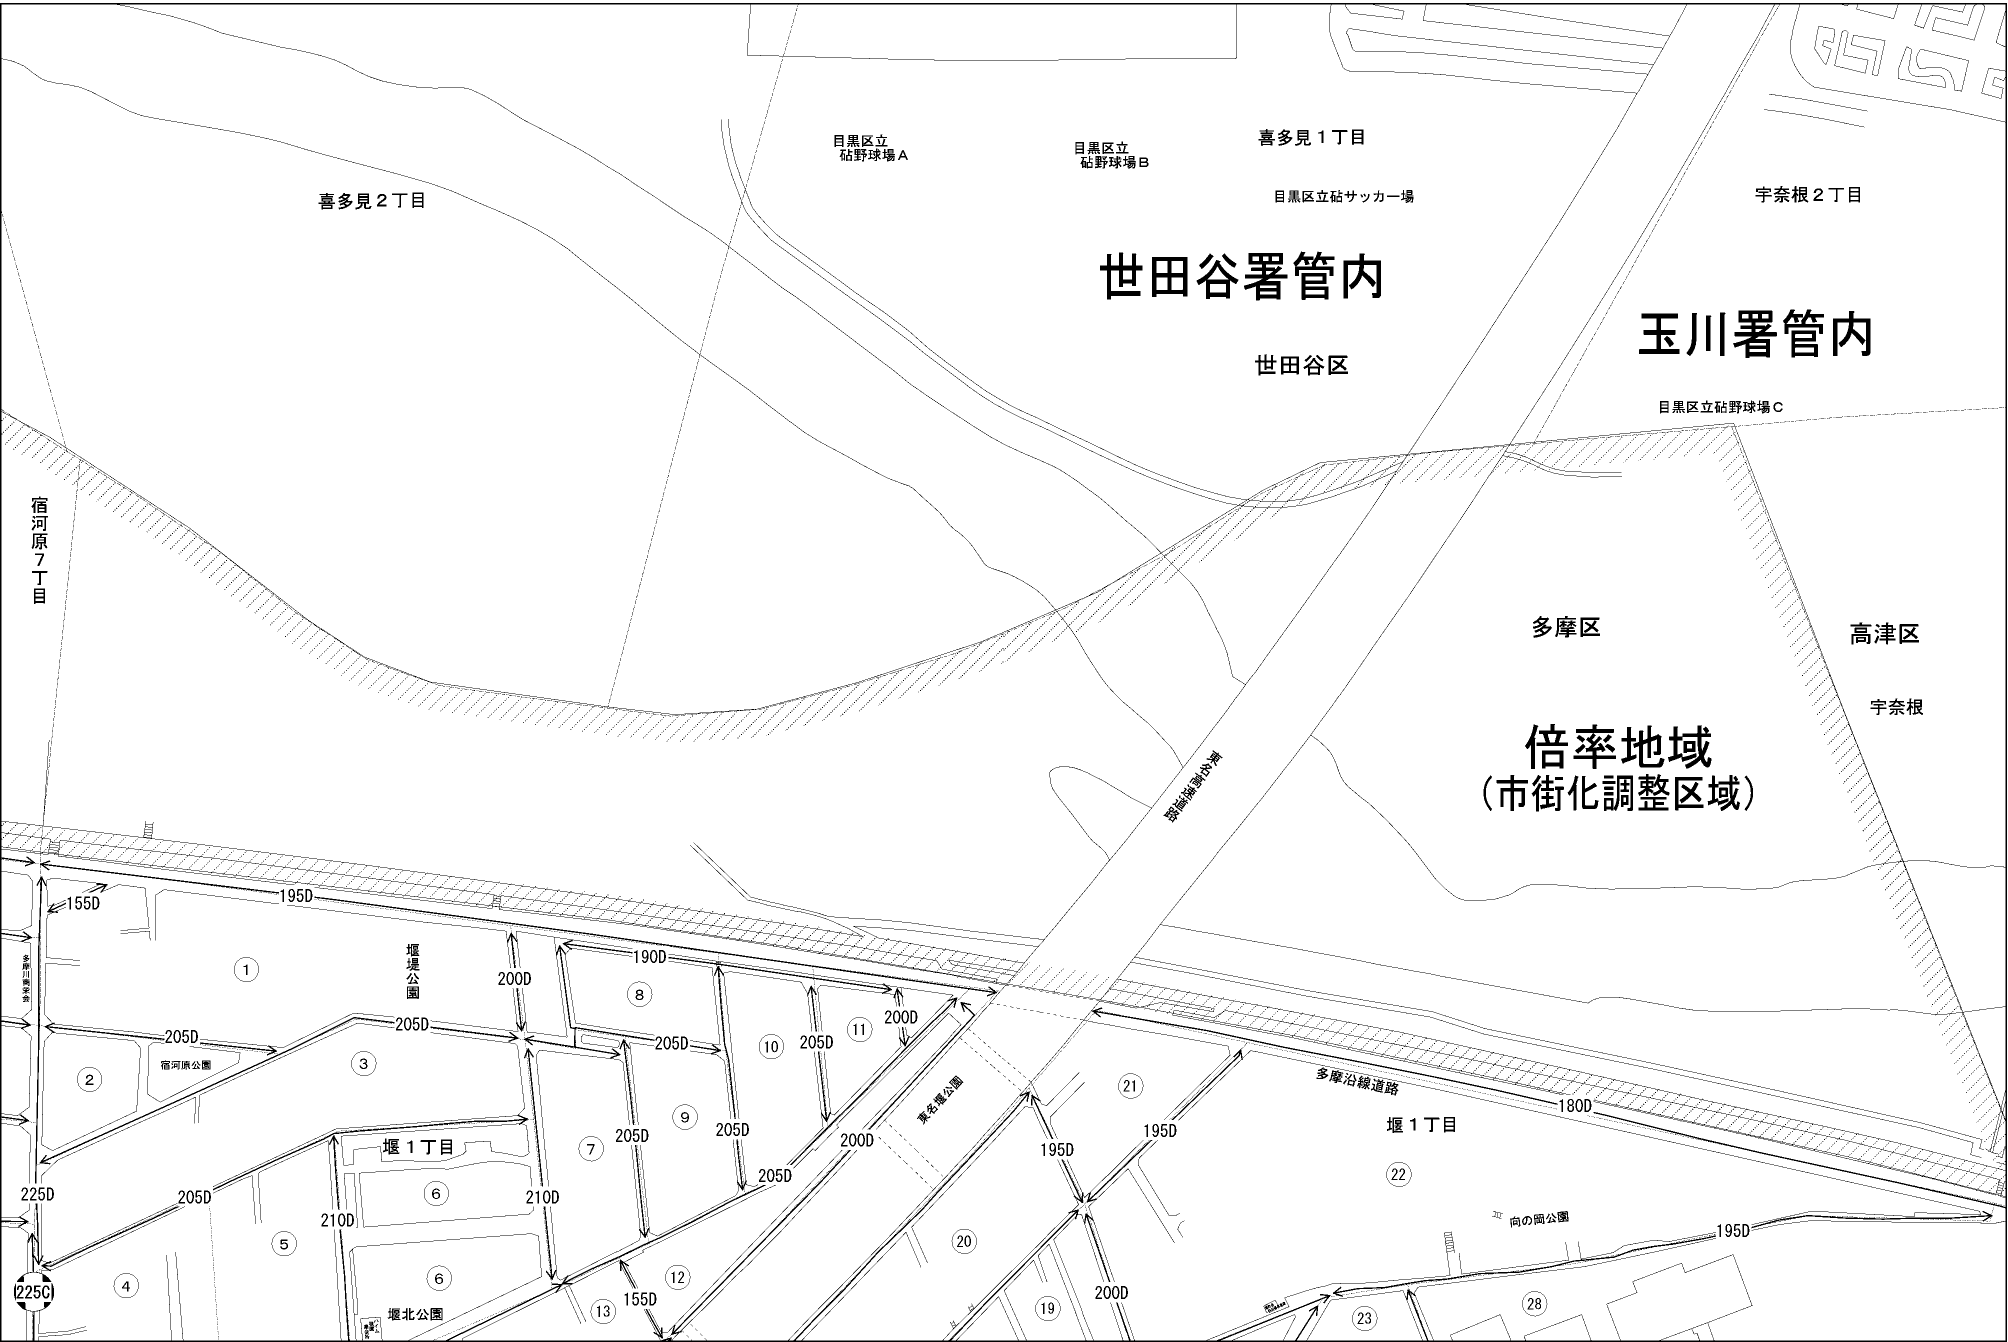 目黒区立
砧野球場A
目黒区立
砧野球場B
喜多見1丁目
目黒区立砧サッカー場
喜多見2丁目
宇奈根2丁目
世田谷署管内
玉川署管内
世田谷区
目黒区立砧野球場C
宿河原7丁目
多摩区
高津区
宇奈根
倍率地域
(市街化調整区域)
東名高速道路
155D
195D
多摩川商栄会
1
堰堤公園
200D
190D
8
200D
11
205D
205D
205D
205D
10
宿河原公園
2
3
21
多摩沿線道路
180D
東名堰公園
堰1丁目
9
205D
205D
200D
195D
195D
堰1丁目
7
205D
22
225D
205D
6
210D
210D
5
20
向の岡公園
195D
4
6
12
225C
155D
13
200D
19
28
23
堰北公園